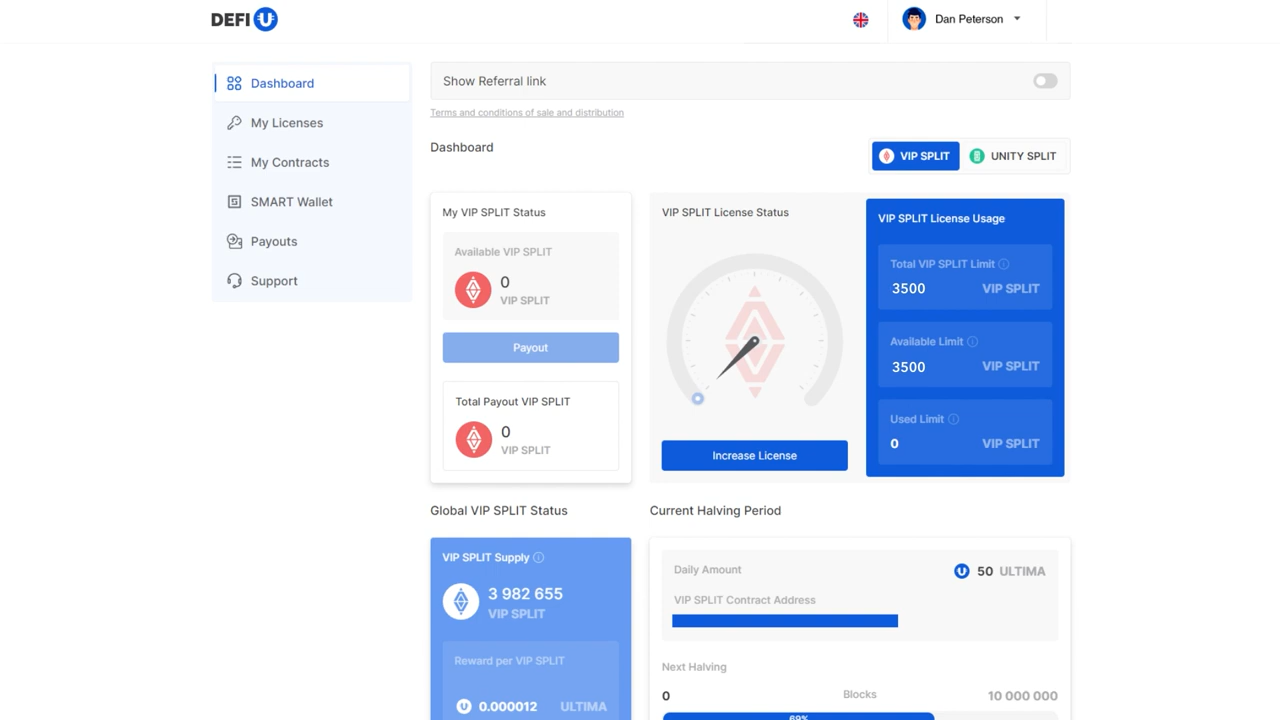 DEFI U
Dan Peterson
Dashboard
My Licenses
My Contracts
SMART Wallet
Payouts
Support
Show Referral link
Terms and conditions of sale and distribution
Dashboard
VIP SPLIT
UNITY SPLIT
My VIP SPLIT Status
Available VIP SPLIT
0
VIP SPLIT
Payout
Total Payout VIP SPLIT
0
VIP SPLIT
VIP SPLIT License Status
Increase License
VIP SPLIT License Usage
Total VIP SPLIT Limit
3500 VIP SPLIT
Available Limit
3500 VIP SPLIT
Used Limit
0 VIP SPLIT
Global VIP SPLIT Status
VIP SPLIT Supply
3 982 655
VIP SPLIT
Reward per VIP SPLIT
0.000012 ULTIMA
Current Halving Period
Daily Amount 50 ULTIMA
VIP SPLIT Contract Address
Next Halving
0 Blocks 10 000 000
69%